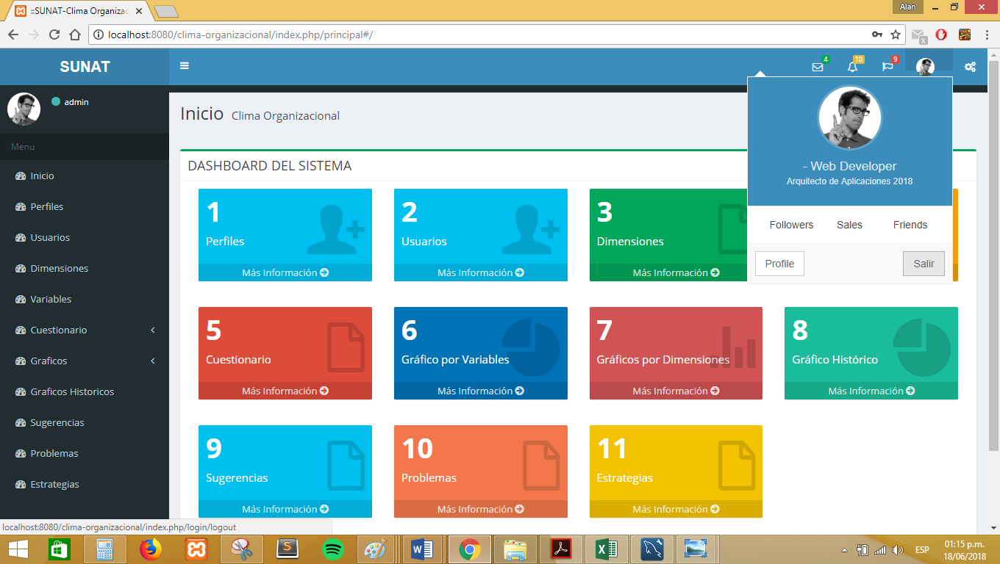 ::SUNAT-Clima Organizac
Alan
localhost:8080/clima-organizacional/index.php/principal#/
SUNAT
4
10
9
admin
Menu
Inicio
Perfiles
Usuarios
Dimensiones
Variables
Cuestionario
Graficos
Graficos Historicos
Sugerencias
Problemas
Estrategias
Inicio Clima Organizacional
DASHBOARD DEL SISTEMA
1
Perfiles
Más Información
2
Usuarios
Más Información
3
Dimensiones
Más Información
- Web Developer
Arquitecto de Aplicaciones 2018
Followers Sales Friends
Profile Salir
5
Cuestionario
Más Información
6
Gráfico por Variables
Más Información
7
Gráficos por Dimensiones
Más Información
8
Gráfico Histórico
Más Información
9
Sugerencias
Más Información
10
Problemas
Más Información
11
Estrategias
Más Información
localhost:8080/clima-organizacional/index.php/login/logout
ESP
01:15 p.m.
18/06/2018